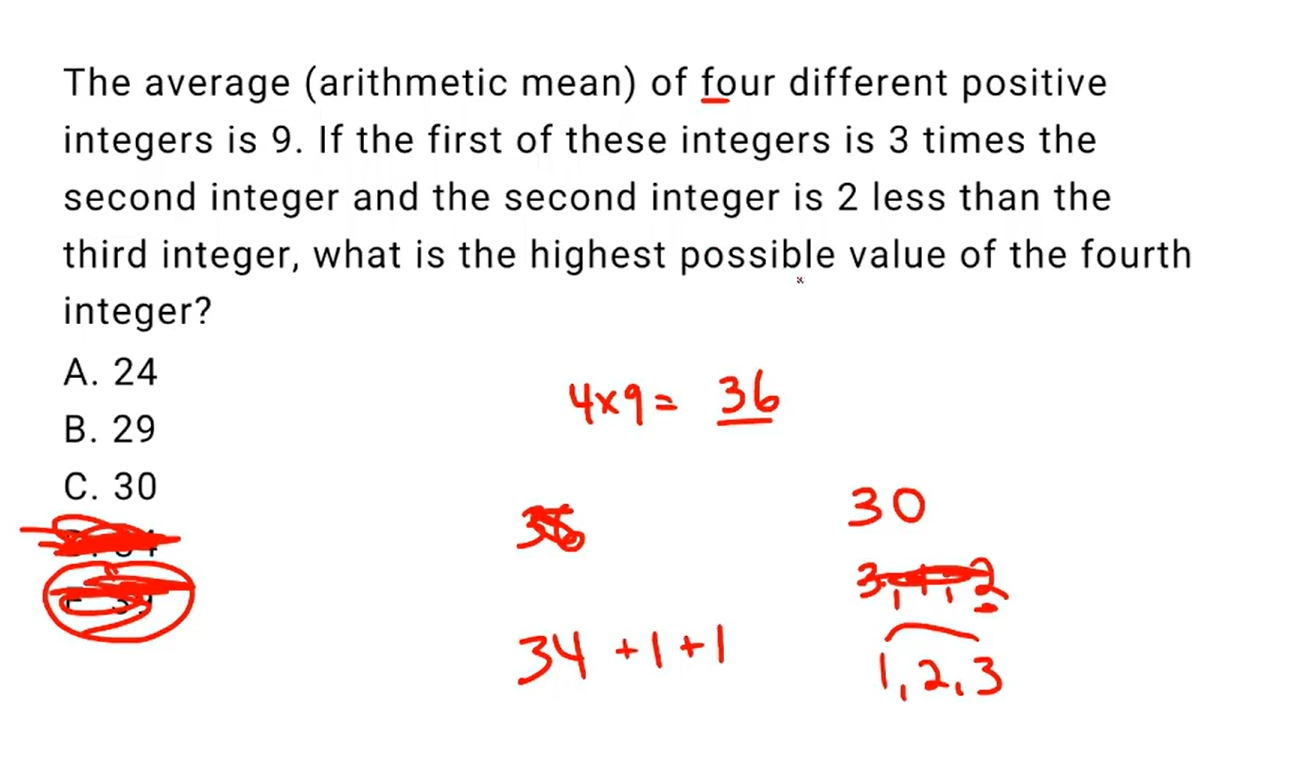 The average (arithmetic mean) of four different positive
integers is 9. If the first of these integers is 3 times the
second integer and the second integer is 2 less than the
third integer, what is the highest possible value of the fourth
integer?
A. 24
B. 29
C. 30
4x9= 36
30
34 +1+1
1,2,3